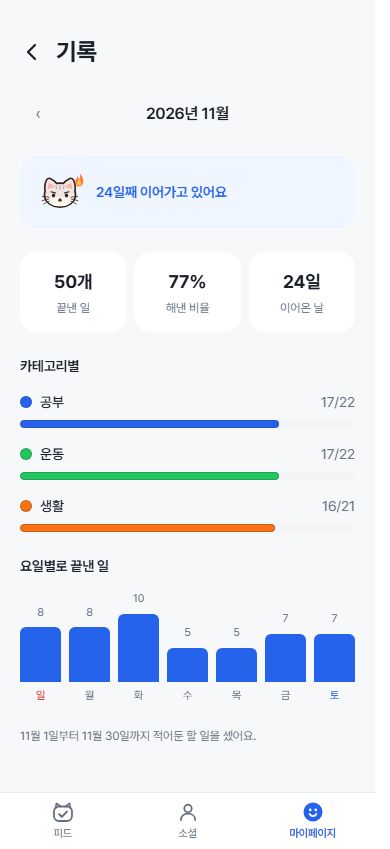 기록
‹
2026년 11월
24일째 이어가고 있어요
50개
77%
24일
끝낸 일
해낸 비율
이어온 날
카테고리별
공부
17/22
운동
17/22
생활
16/21
요일별로 끝낸 일
8
8
10
5
5
7
7
일
월
화
수
목
금
토
11월 1일부터 11월 30일까지 적어둔 할 일을 셌어요.
피드
소셜
마이페이지